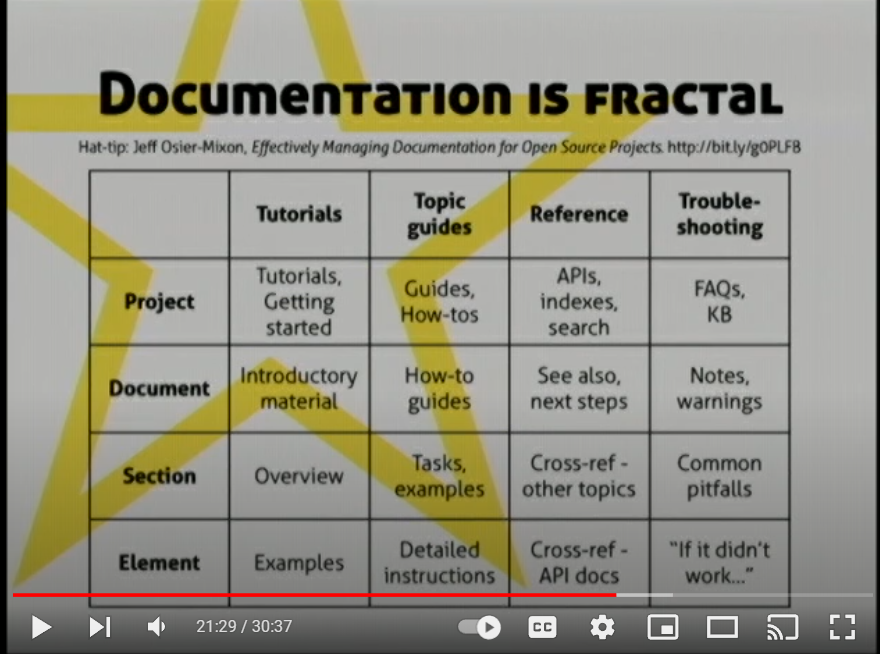 Documentation is fractal
Hat-tip: Jeff Osier-Mixon, Effectively Managing Documentation for Open Source Projects. http://bit.ly/g0PLFB
Tutorials
Topic
guides
Reference
Trouble-
shooting
Project
Tutorials,
Getting
started
Guides,
How-tos
APIs,
indexes,
search
FAQs,
KB
Document
Introductory
material
How-to
guides
See also,
next steps
Notes,
warnings
Section
Overview
Tasks,
examples
Cross-ref -
other topics
Common
pitfalls
Element
Examples
Detailed
instructions
Cross-ref -
API docs
"If it didn't
work..."
21:29 / 30:37
CC